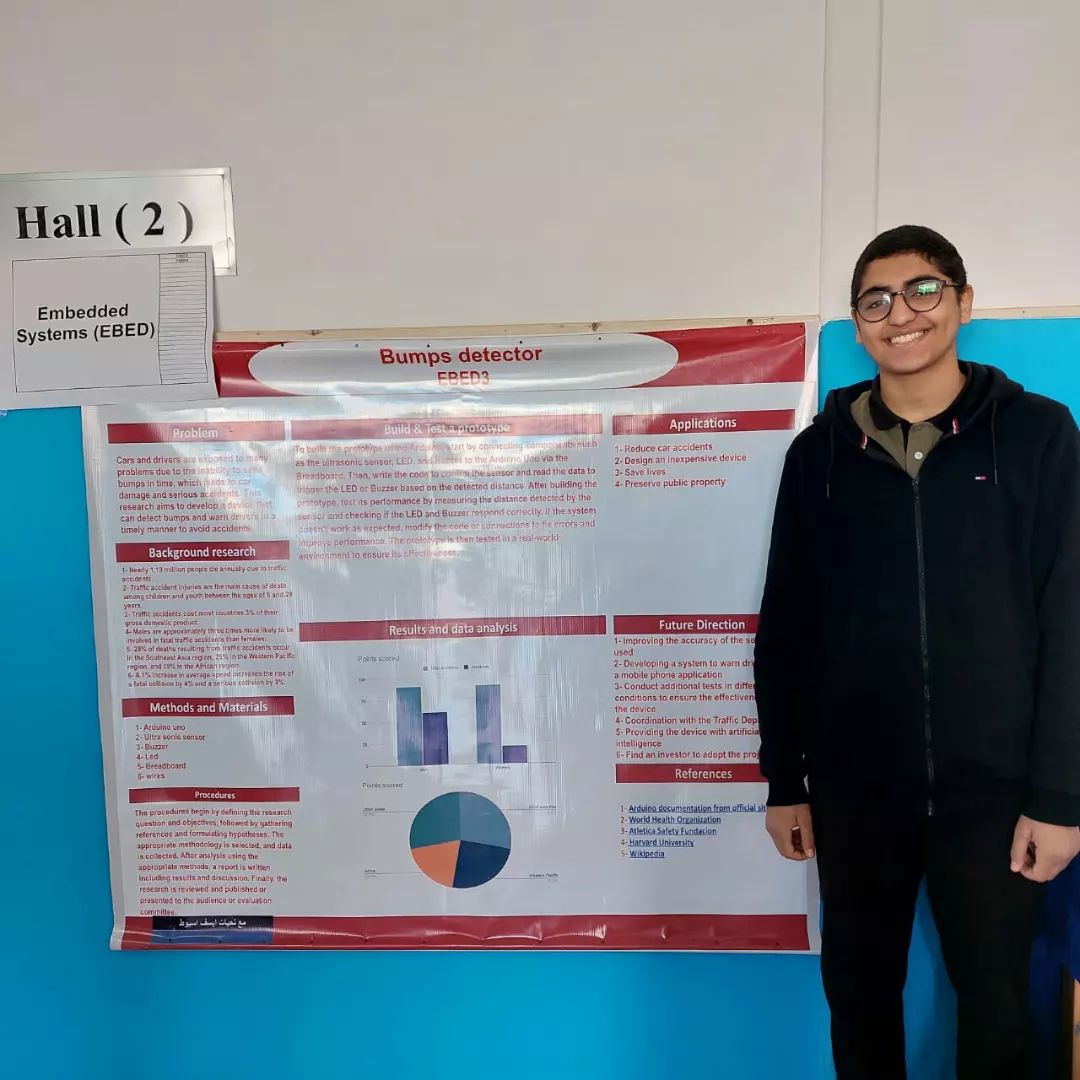 Hall ( 2 )
Embedded
Systems (EBED)
Bumps detector
EBED3
Problem
Cars and drivers are exposed to many
problems due to the inability to see
bumps in time, which leads to car
damage and serious accidents. This
research aims to develop a device that
can detect bumps and warn drivers in a
timely manner to avoid accidents.
Background research
1- Nearly 1.19 million people die annually due to traffic
accidents.
2- Traffic accident injuries are the main cause of death
among children and youth between the ages of 5 and 29
years.
3- Traffic accidents cost most countries 3% of their
gross domestic product.
4- Males are approximately three times more likely to be
involved in fatal traffic accidents than females.
5- 28% of deaths resulting from traffic accidents occur
in the Southeast Asia region, 25% in the Western Pacific
region, and 19% in the African region
6- A 1% increase in average speed increases the risk of
a fatal collision by 4% and a serious collision by 3%.
Methods and Materials
1- Arduino uno
2- Ultra sonic sensor
3- Buzzer
4- Led
5- Breadboard
6- wires
Procedures
The procedures begin by defining the research
question and objectives, followed by gathering
references and formulating hypotheses. The
appropriate methodology is selected, and data
is collected. After analysis using the
appropriate methods, a report is written
including results and discussion. Finally, the
research is reviewed and published or
presented to the audience or evaluation
committee.
مع تحيات ايسف اسيوط
Build & Test a prototype
To build the prototype using Arduino, start by connecting components such
as the ultrasonic sensor, LED, and Buzzer to the Arduino Uno via the
Breadboard. Then, write the code to control the sensor and read the data to
trigger the LED or Buzzer based on the detected distance. After building the
prototype, test its performance by measuring the distance detected by the
sensor and checking if the LED and Buzzer respond correctly. If the system
doesn't work as expected, modify the code or connections to fix errors and
improve performance. The prototype is then tested in a real-world
environment to ensure its effectiveness.
Results and data analysis
Points scored
Men
Women
Points scored
Africa
Western Pacific
Applications
1- Reduce car accidents
2- Design an inexpensive device
3- Save lives
4- Preserve public property
Future Direction
1- Improving the accuracy of the se
used
2- Developing a system to warn dri
a mobile phone application
3- Conduct additional tests in differe
conditions to ensure the effectiven
the device
4- Coordination with the Traffic Dep
5- Providing the device with artificia
intelligence
6- Find an investor to adopt the proj
References
1- Arduino documentation from official sit
2- World Health Organization
3- Atletica Safety Fundacion
4- Harvard University
5- Wikipedia